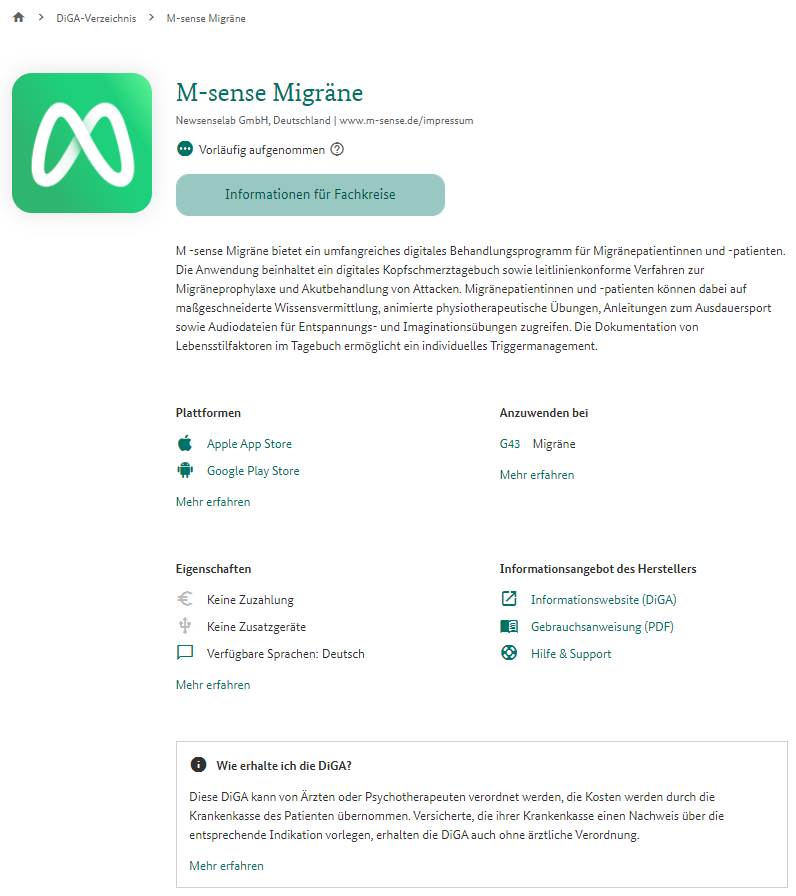 DiGA-Verzeichnis > M-sense Migräne
M-sense Migräne
Newsenselab GmbH, Deutschland | www.m-sense.de/impressum
Vorläufig aufgenommen
Informationen für Fachkreise
M -sense Migräne bietet ein umfangreiches digitales Behandlungsprogramm für Migränepatientinnen und -patienten.
Die Anwendung beinhaltet ein digitales Kopfschmerztagebuch sowie leitlinienkonforme Verfahren zur
Migräneprophylaxe und Akutbehandlung von Attacken. Migränepatientinnen und -patienten können dabei auf
maßgeschneiderte Wissensvermittlung, animierte physiotherapeutische Übungen, Anleitungen zum Ausdauersport
sowie Audiodateien für Entspannungs- und Imaginationsübungen zugreifen. Die Dokumentation von
Lebensstilfaktoren im Tagebuch ermöglicht ein individuelles Triggermanagement.
Plattformen
Apple App Store
Google Play Store
Mehr erfahren
Anzuwenden bei
G43 Migräne
Mehr erfahren
Eigenschaften
Keine Zuzahlung
Keine Zusatzgeräte
Verfügbare Sprachen: Deutsch
Mehr erfahren
Informationsangebot des Herstellers
Informationswebsite (DiGA)
Gebrauchsanweisung (PDF)
Hilfe & Support
Wie erhalte ich die DiGA?
Diese DiGA kann von Ärzten oder Psychotherapeuten verordnet werden, die Kosten werden durch die
Krankenkasse des Patienten übernommen. Versicherte, die ihrer Krankenkasse einen Nachweis über die
entsprechende Indikation vorlegen, erhalten die DiGA auch ohne ärztliche Verordnung.
Mehr erfahren